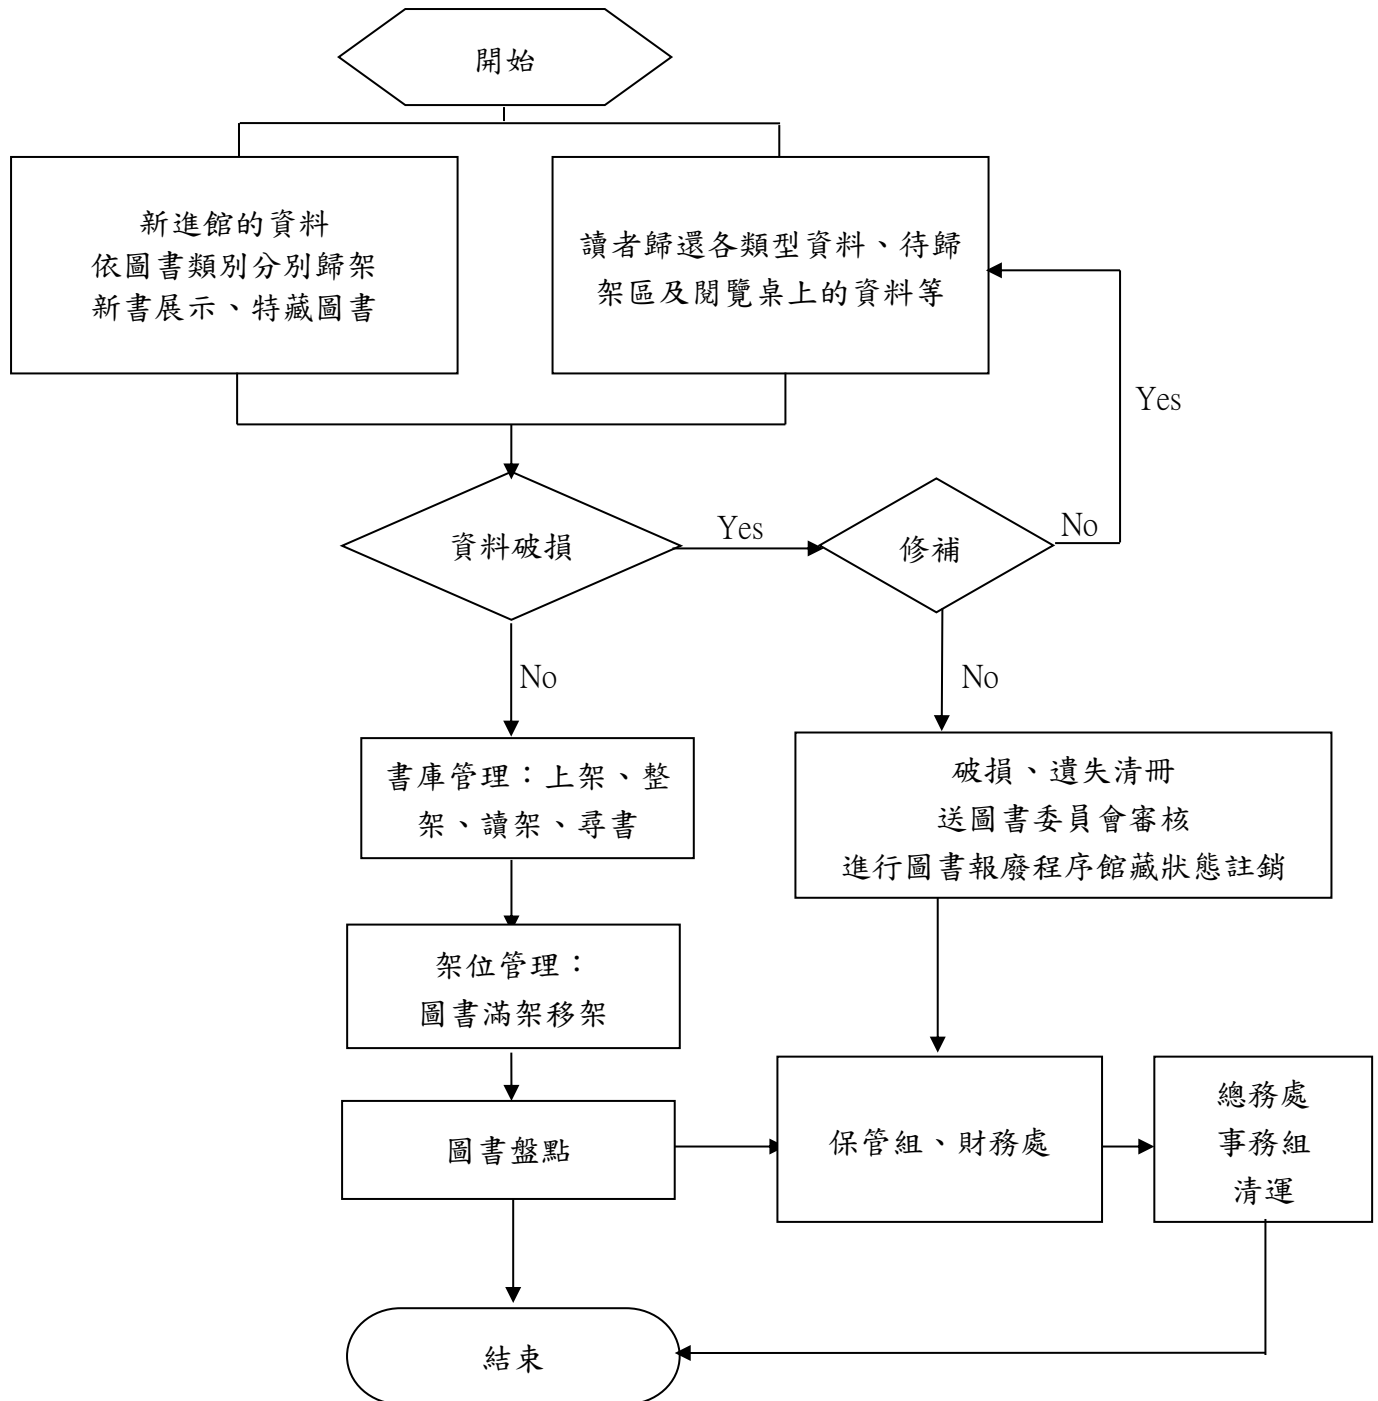 開始
新進館的資料
依圖書類別分別歸架
新書展示、特藏圖書
讀者歸還各類型資料、待歸
架區及閱覽桌上的資料等
Yes
資料破損
Yes
修補
No
No
No
書庫管理：上架、整
架、讀架、尋書
破損、遺失清冊
送圖書委員會審核
進行圖書報廢程序館藏狀態註銷
架位管理：
圖書滿架移架
圖書盤點
保管組、財務處
總務處
事務組
清運
結束